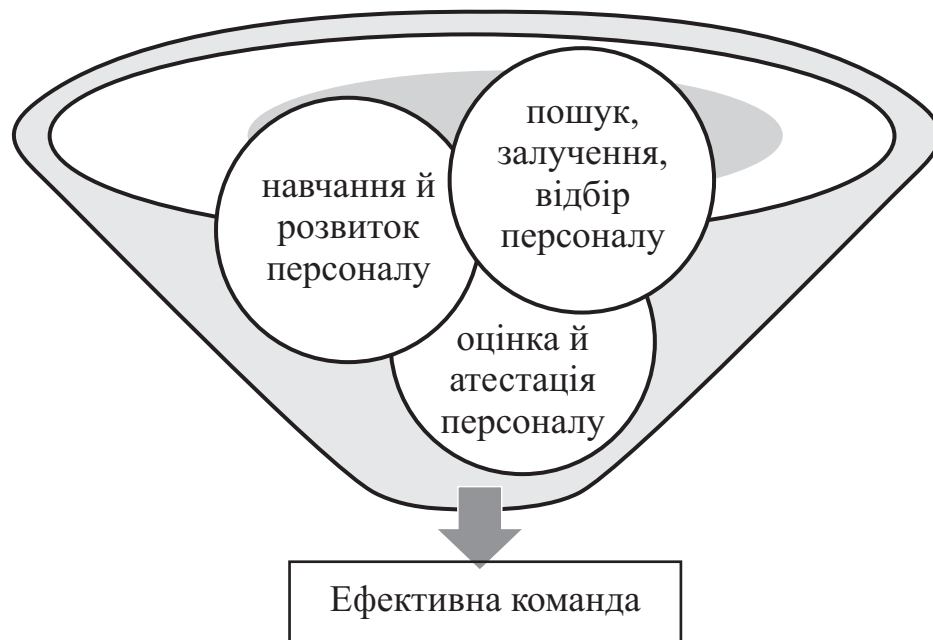 навчання й
розвиток
персоналу
пошук,
залучення,
відбір
персоналу
оцінка й
атестація
персоналу
Ефективна команда